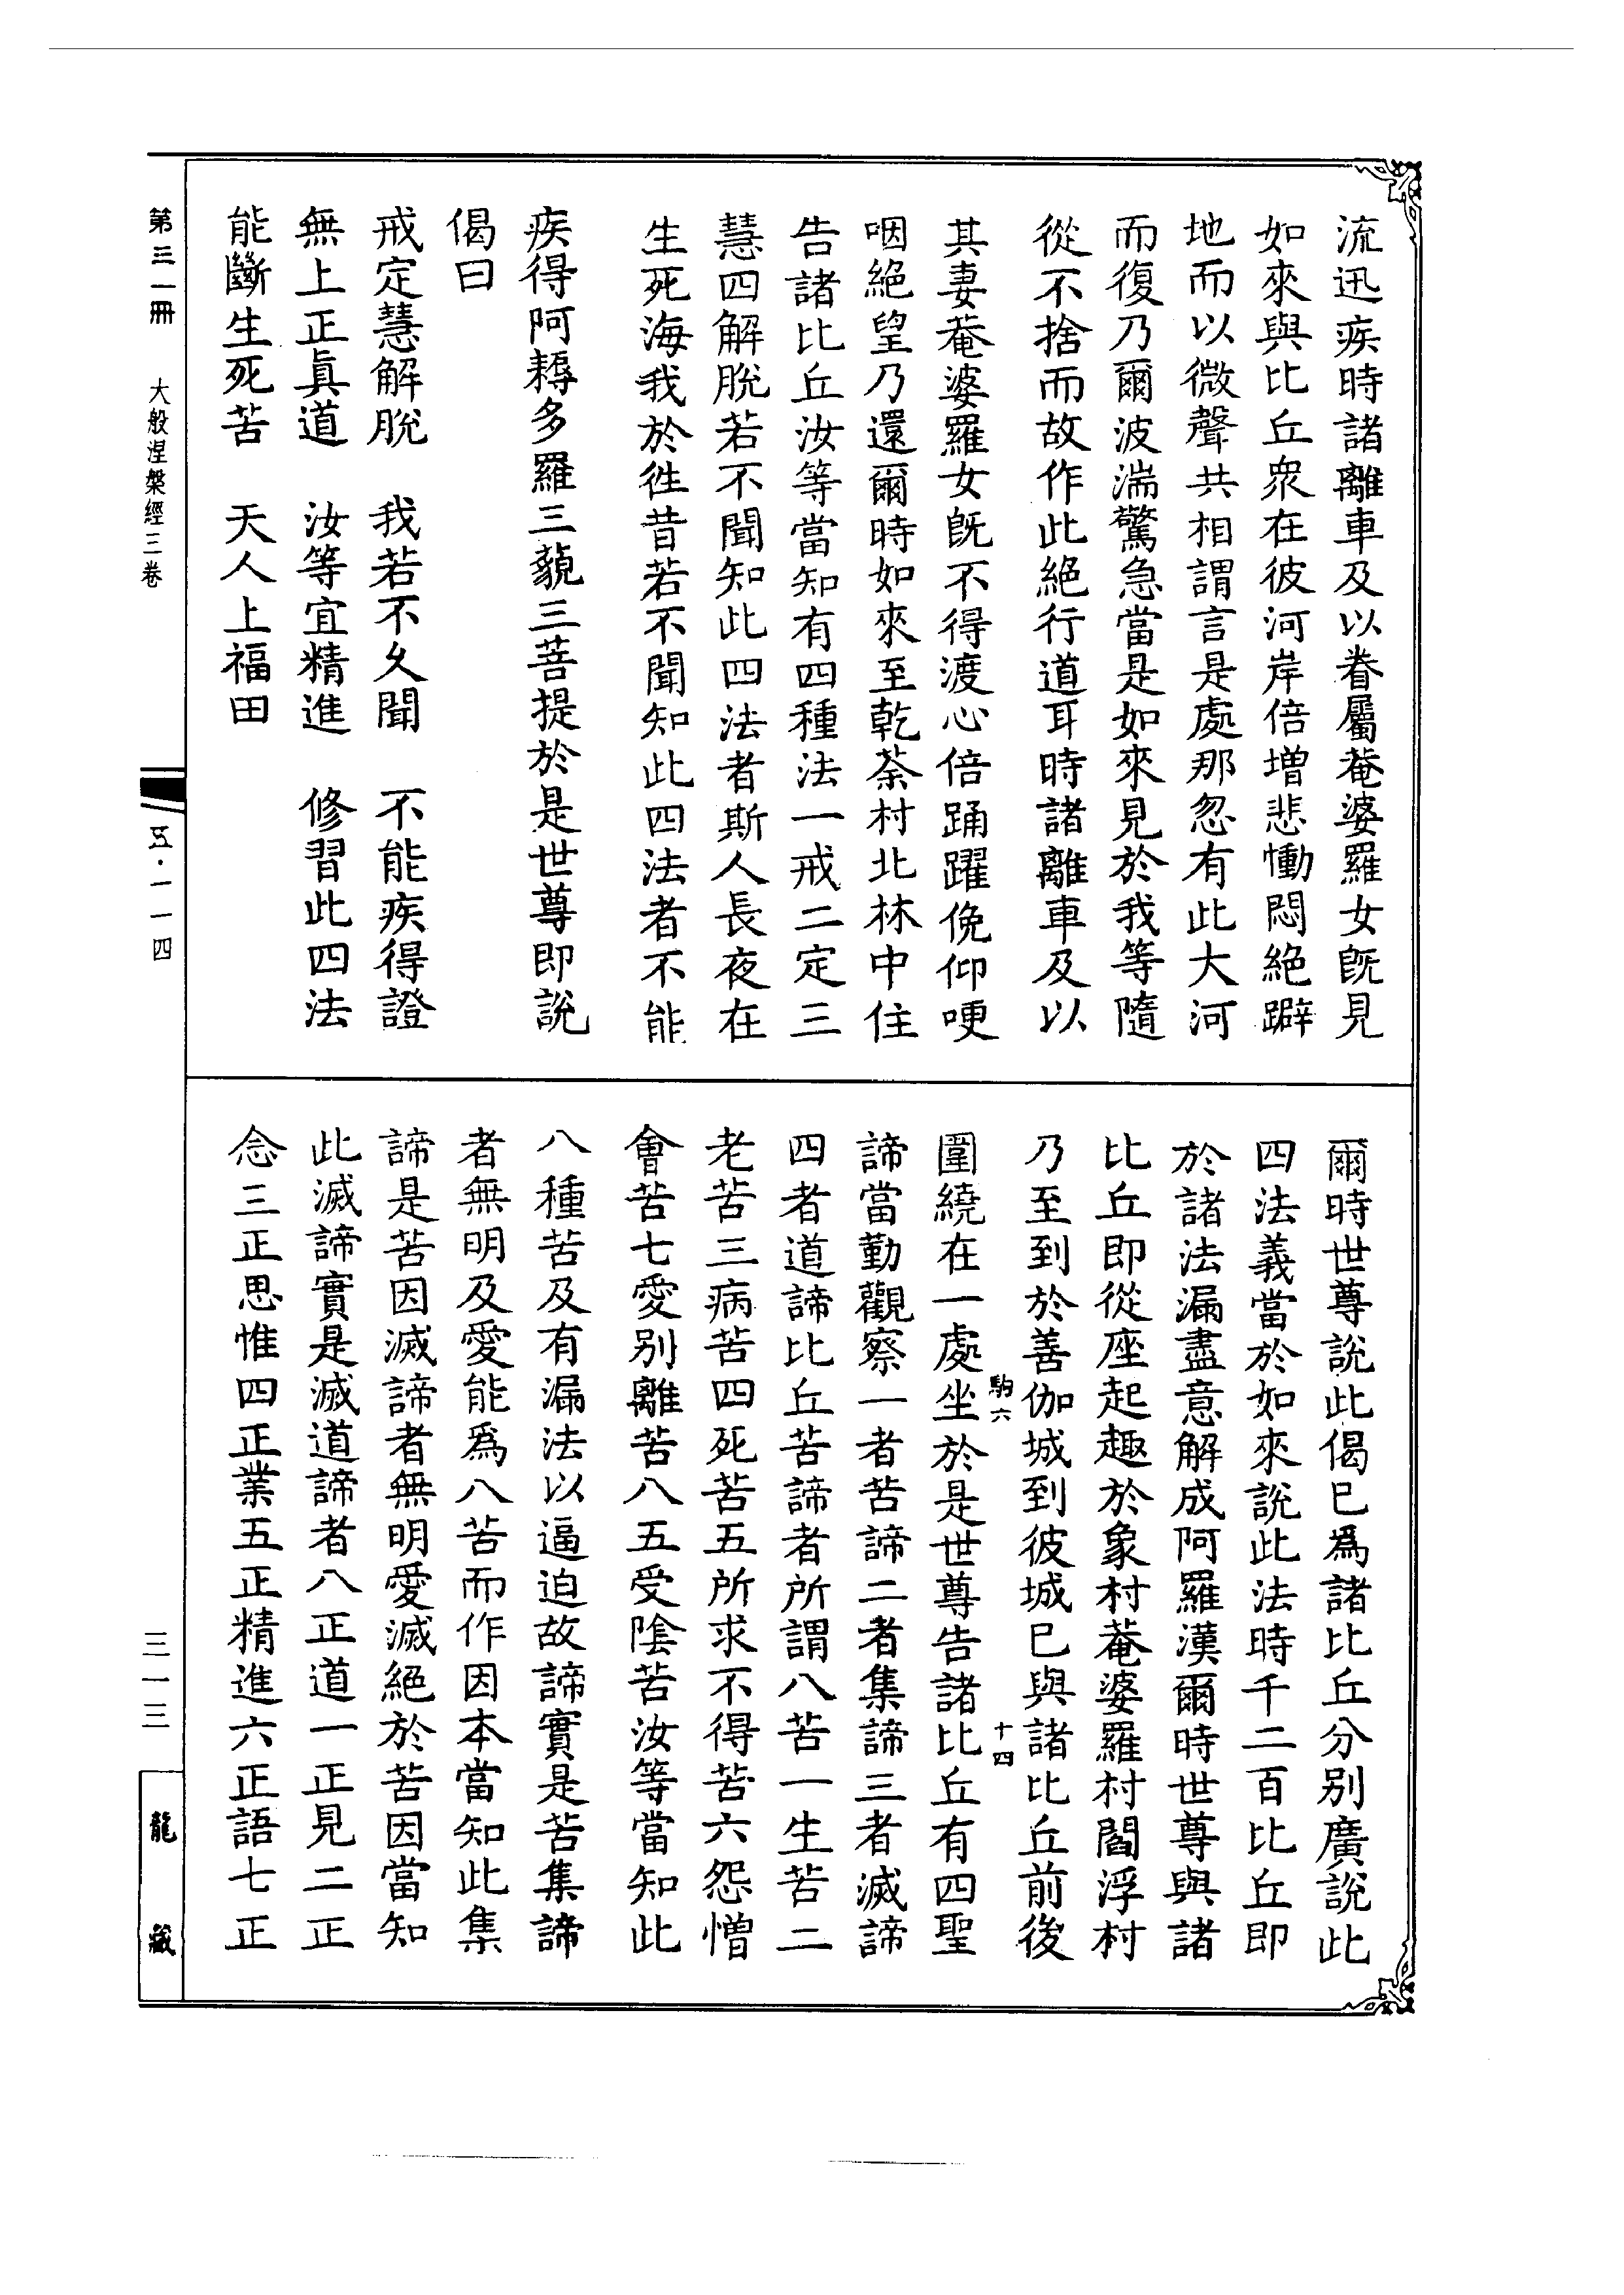 流迅疾時諸離車及以眷屬菴婆羅女旣見
如來與比丘衆在彼河岸倍增悲慟悶絶躃
地而以微聲共相謂言是處那忽有此大河
而復乃爾波湍驚急當是如來見於我等隨
從不捨而故作此絶行道耳時諸離車及以
其妻菴婆羅女旣不得渡心倍踊躍俛仰哽
咽絶望乃還爾時如來至乾荼村北林中住
告諸比丘汝等當知有四種法一戒二定三
慧四解脫若不聞知此四法者斯人長夜在
生死海我於徃昔若不聞知此四法者不能
疾得阿耨多羅三藐三菩提於是世尊即說
偈曰
戒定慧解脫　我若不久聞　不能疾得證
無上正眞道　汝等宜精進　修習此四法
能斷生死苦　天人上福田
爾時世尊說此偈已爲諸比丘分别廣說此
四法義當於如來說此法時千二百比丘即
於諸法漏盡意解成阿羅漢爾時世尊與諸
比丘即從座起趣於象村菴婆羅村閻浮村
乃至到於善伽城到彼城已與諸比丘前後
駒六　十四
圍繞在一處坐於是世尊告諸比丘有四聖
諦當勤觀察一者苦諦二者集諦三者滅諦
四者道諦比丘苦諦者所謂八苦一生苦二
老苦三病苦四死苦五所求不得苦六怨憎
會苦七愛别離苦八五受陰苦汝等當知此
八種苦及有漏法以逼迫故諦實是苦集諦
者無明及愛能爲八苦而作因本當知此集
諦是苦因滅諦者無明愛滅絶於苦因當知
此滅諦實是滅道諦者八正道一正見二正
念三正思惟四正業五正精進六正語七正
第三一冊　大般涅槃經三卷
五·一一四
三一三
龍藏